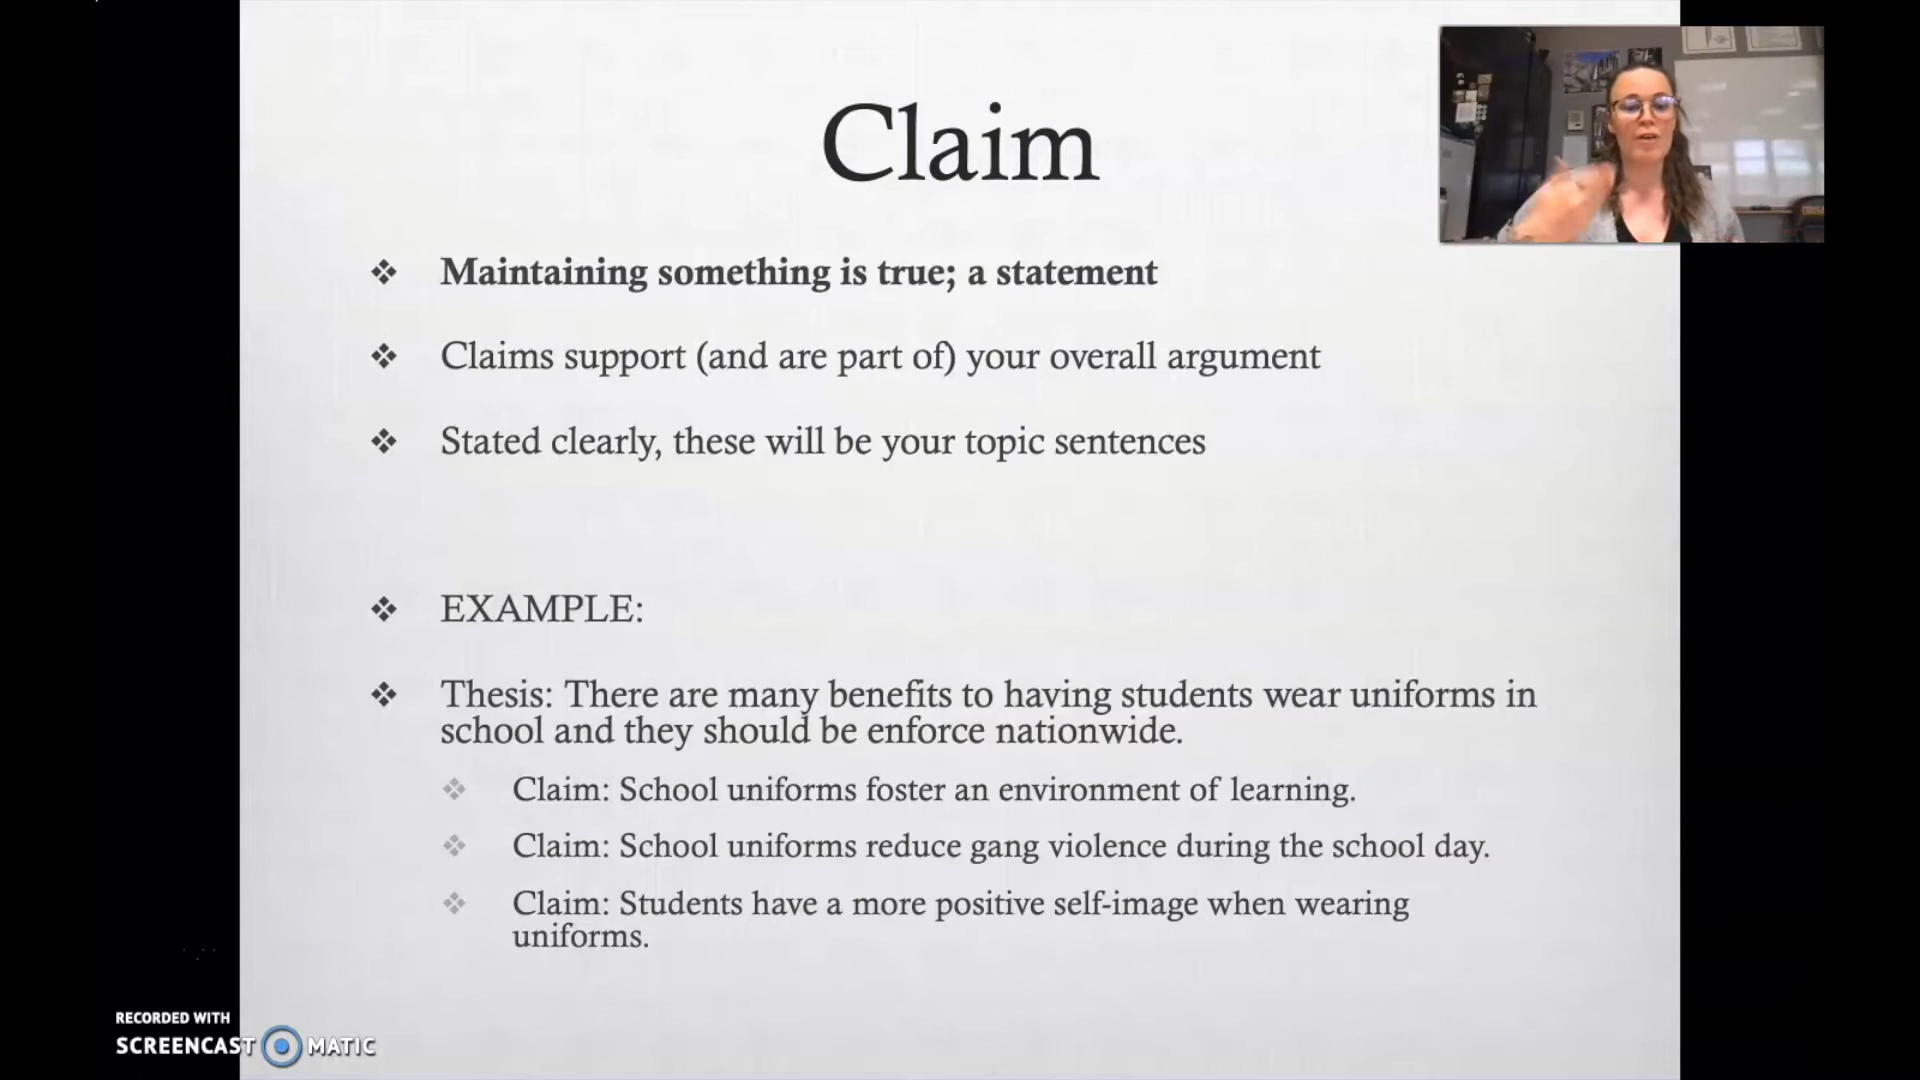 Claim
Maintaining something is true; a statement
Claims support (and are part of) your overall argument
Stated clearly, these will be your topic sentences
EXAMPLE:
Thesis: There are many benefits to having students wear uniforms in
school and they should be enforce nationwide.
Claim: School uniforms foster an environment of learning.
Claim: School uniforms reduce gang violence during the school day.
Claim: Students have a more positive self-image when wearing
uniforms.
RECORDED WITH
SCREENCAST MATIC